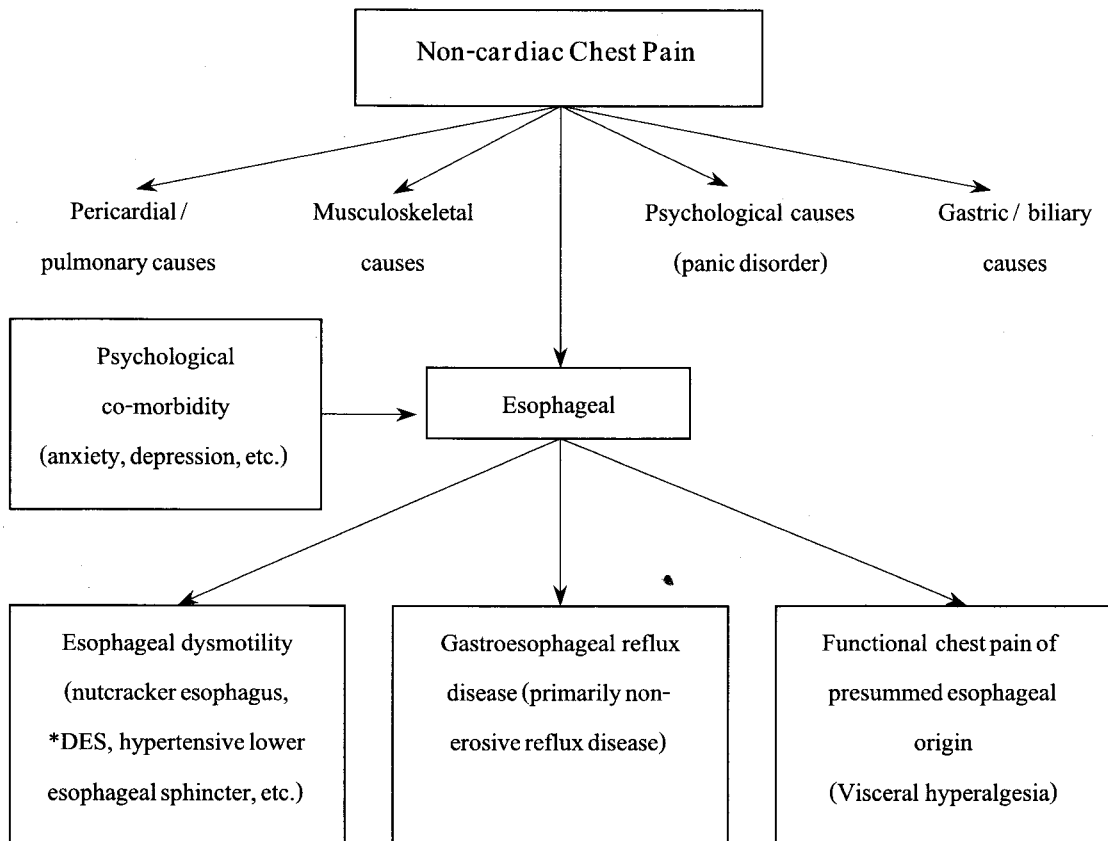 Non-cardiac Chest Pain
Pericardial /
pulmonary causes
Musculoskeletal
causes
Psychological causes
(panic disorder)
Gastric / biliary
causes
Psychological
co-morbidity
(anxiety, depression, etc.)
Esophageal
Esophageal dysmotility
(nutcracker esophagus,
*DES, hypertensive lower
esophageal sphincter, etc.)
Gastroesophageal reflux
disease (primarily non-
erosive reflux disease)
Functional chest pain of
presummed esophageal
origin
(Visceral hyperalgesia)